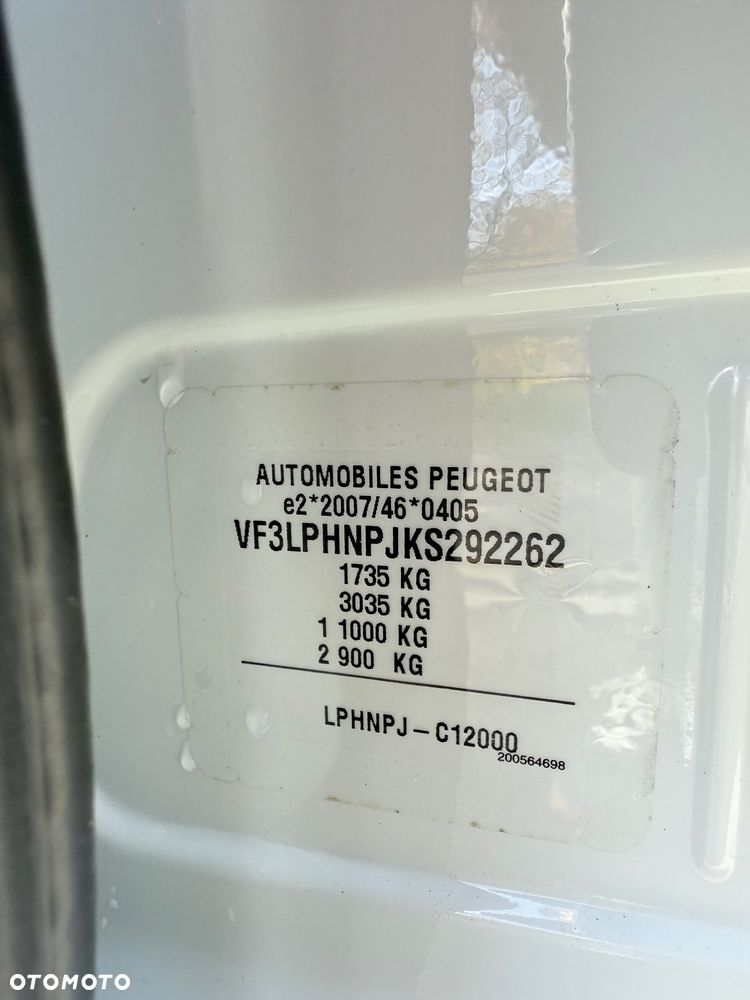 AUTOMOBILES PEUGEOT
e2*2007/46*0405
VF3LPHNPJKS292262
1735 KG
3035 KG
1 1000 KG
2 900 KG
LPHNPJ-C12000
200564698
OTOMOTO